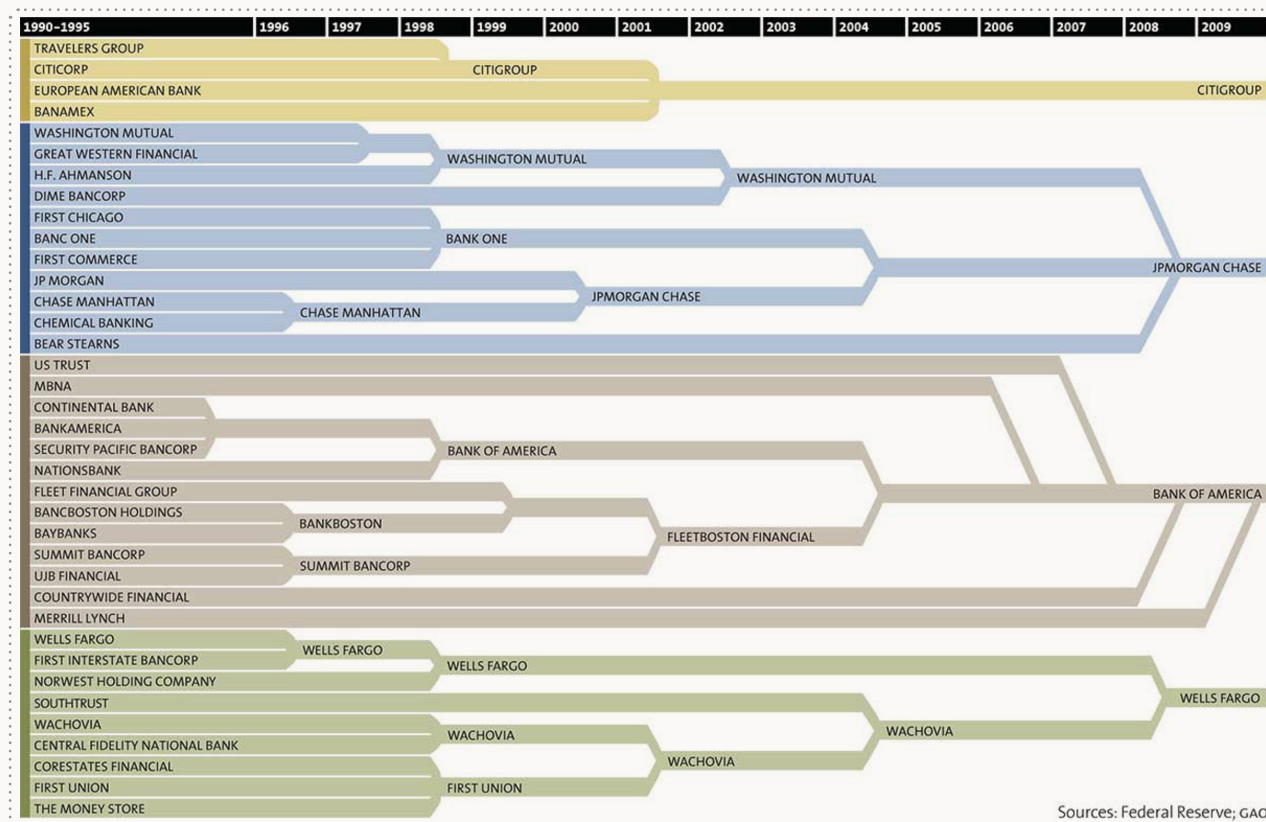 1990–1995 1996 1997 1998 1999 2000 2001 2002 2003 2004 2005 2006 2007 2008 2009
TRAVELERS GROUP
CITICORP CITIGROUP
EUROPEAN AMERICAN BANK CITIGROUP
BANAMEX
WASHINGTON MUTUAL
GREAT WESTERN FINANCIAL
WASHINGTON MUTUAL
H.F. AHMANSON
WASHINGTON MUTUAL
DIME BANCORP
FIRST CHICAGO
BANC ONE BANK ONE
FIRST COMMERCE
JPMORGAN CHASE
JP MORGAN
JPMORGAN CHASE
CHASE MANHATTAN
CHASE MANHATTAN
CHEMICAL BANKING
BEAR STEARNS
US TRUST
MBNA
CONTINENTAL BANK
BANKAMERICA
SECURITY PACIFIC BANCORP BANK OF AMERICA
NATIONSBANK
FLEET FINANCIAL GROUP BANK OF AMERICA
BANCBOSTON HOLDINGS
BANKBOSTON
BAYBANKS FLEETBOSTON FINANCIAL
SUMMIT BANCORP
SUMMIT BANCORP
UJB FINANCIAL
COUNTRYWIDE FINANCIAL
MERRILL LYNCH
WELLS FARGO
WELLS FARGO
FIRST INTERSTATE BANCORP
WELLS FARGO
NORWEST HOLDING COMPANY
WELLS FARGO
SOUTHTRUST
WACHOVIA
WACHOVIA WACHOVIA
CENTRAL FIDELITY NATIONAL BANK
CORESTATES FINANCIAL WACHOVIA
FIRST UNION FIRST UNION
THE MONEY STORE
Sources: Federal Reserve; GAO